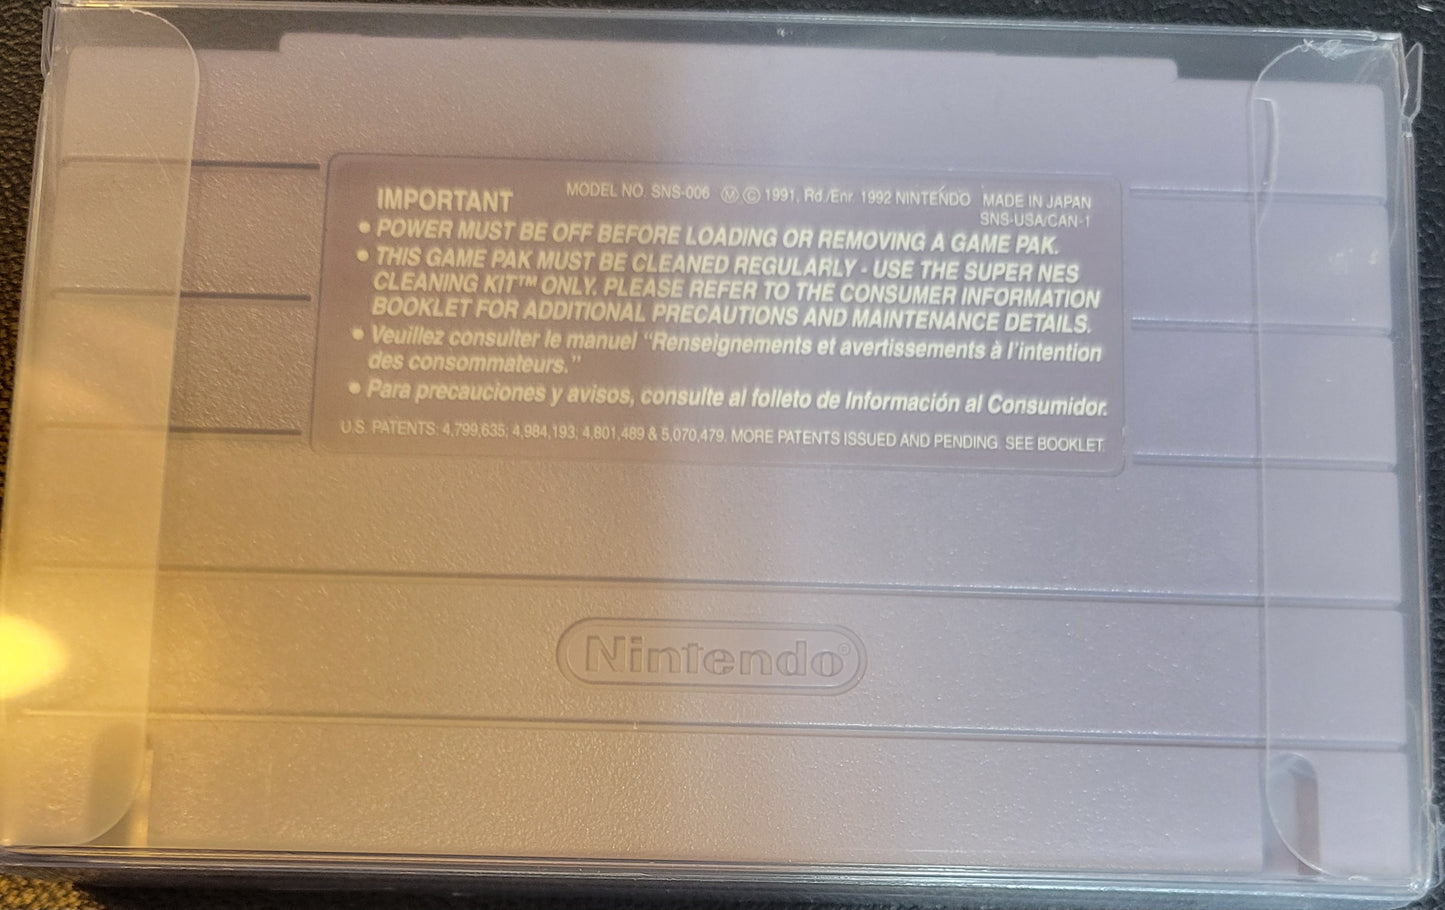 IMPORTANT MODEL NO. SNS-006 Ⓜ © 1991, Rd./Enr. 1992 NINTENDO MADE IN JAPAN
SNS-USA/CAN-1
• POWER MUST BE OFF BEFORE LOADING OR REMOVING A GAME PAK.
• THIS GAME PAK MUST BE CLEANED REGULARLY - USE THE SUPER NES
CLEANING KIT™ ONLY. PLEASE REFER TO THE CONSUMER INFORMATION
BOOKLET FOR ADDITIONAL PRECAUTIONS AND MAINTENANCE DETAILS.
• Veuillez consulter le manuel "Renseignements et avertissements à l'intention
des consommateurs."
• Para precauciones y avisos, consulte al folleto de Información al Consumidor.
U.S. PATENTS: 4,799,635; 4,984,193; 4,801,489 & 5,070,479. MORE PATENTS ISSUED AND PENDING. SEE BOOKLET.
Nintendo®